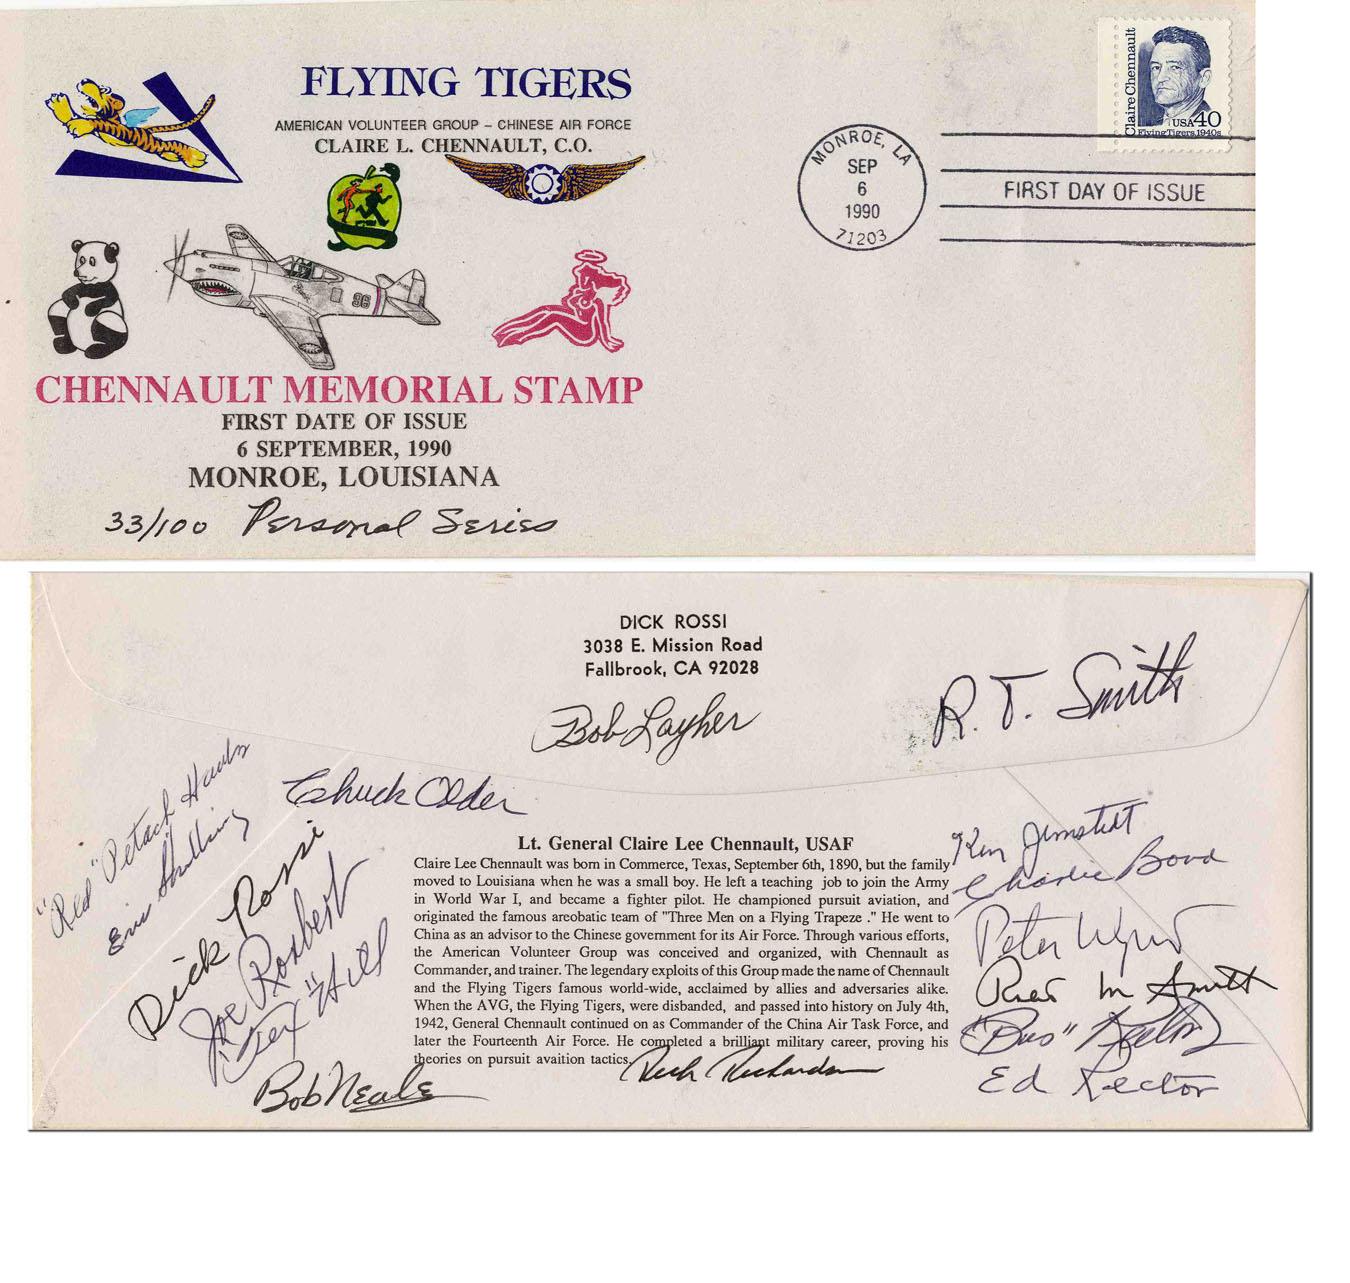 FLYING TIGERS
AMERICAN VOLUNTEER GROUP – CHINESE AIR FORCE
CLAIRE L. CHENNAULT, C.O.
96
CHENNAULT MEMORIAL STAMP
FIRST DATE OF ISSUE
6 SEPTEMBER, 1990
MONROE, LOUISIANA
33/100 Personal Series
MONROE, LA
SEP
6
1990
71203
FIRST DAY OF ISSUE
Claire Chennault
USA40
Flying Tigers 1940s
DICK ROSSI
3038 E. Mission Road
Fallbrook, CA 92028
Bob Layher
R. T. Smith
"Red" Petach Hanks
Eric Shilling
Chuck Older
Dick Rossi
Joe Rosbert
"Tex" Hill
Bob Neale
Lt. General Claire Lee Chennault, USAF
Claire Lee Chennault was born in Commerce, Texas, September 6th, 1890, but the family
moved to Louisiana when he was a small boy. He left a teaching job to join the Army
in World War I, and became a fighter pilot. He championed pursuit aviation, and
originated the famous areobatic team of "Three Men on a Flying Trapeze ." He went to
China as an advisor to the Chinese government for its Air Force. Through various efforts,
the American Volunteer Group was conceived and organized, with Chennault as
Commander, and trainer. The legendary exploits of this Group made the name of Chennault
and the Flying Tigers famous world-wide, acclaimed by allies and adversaries alike.
When the AVG, the Flying Tigers, were disbanded, and passed into history on July 4th,
1942, General Chennault continued on as Commander of the China Air Task Force, and
later the Fourteenth Air Force. He completed a brilliant military career, proving his
theories on pursuit avaition tactics.
Rich Richardson
Ken Jernstedt
Charlie Bond
Peter Wright
M Smith
"Bus"
Ed Rector